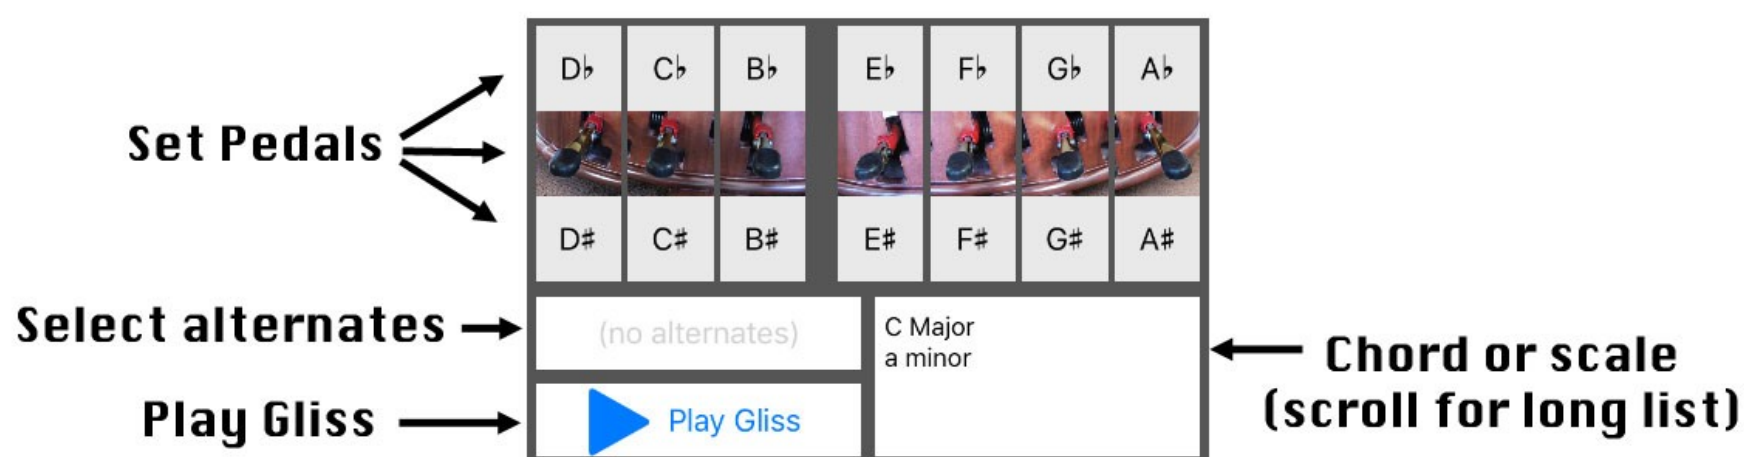 D♭ C♭ B♭ E♭ F♭ G♭ A♭
Set Pedals
D♯ C♯ B♯ E♯ F♯ G♯ A♯
Select alternates
(no alternates)
C Major
a minor
Chord or scale
(scroll for long list)
Play Gliss
Play Gliss